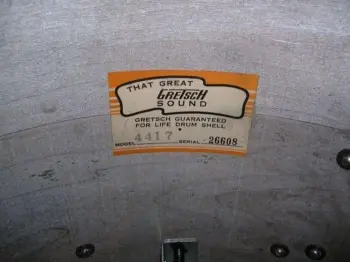 THAT GREAT
GRETSCH
SOUND
GRETSCH GUARANTEED
FOR LIFE DRUM SHELL
MODEL 4417 SERIAL 26608